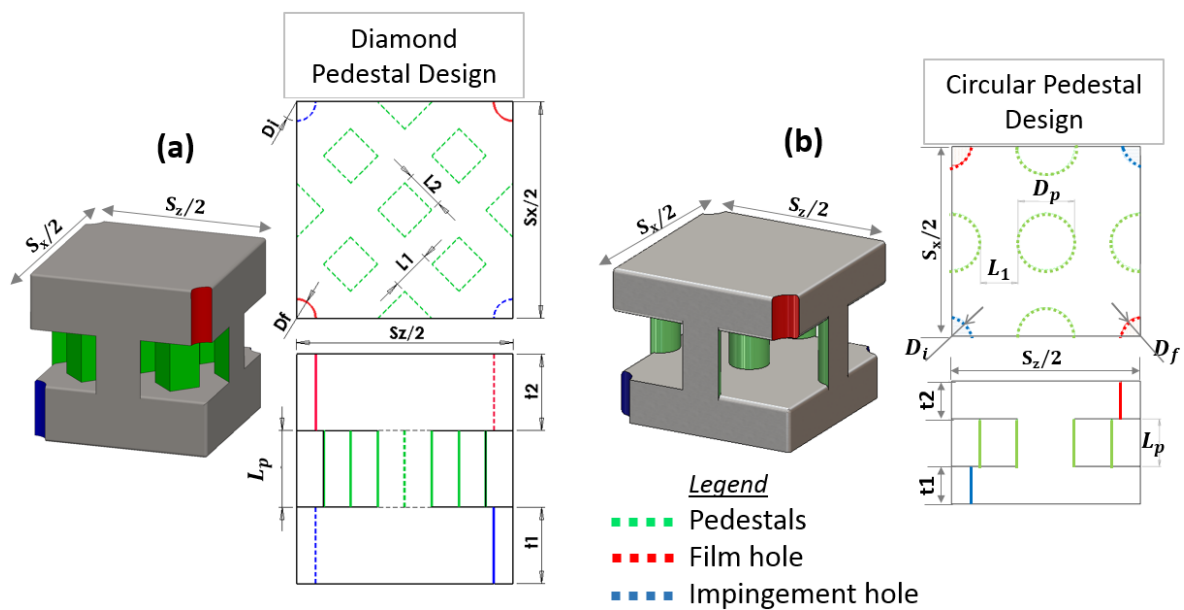 Diamond
Pedestal Design
(a)
Sx/2
Sz/2
Di
L2
L1
Df
Sx/2
Sz/2
t2
Lp
t1
Circular Pedestal
Design
(b)
Sx/2
Sz/2
Dp
Sx/2
L1
Di
Df
Sz/2
t2
Lp
t1
Legend
Pedestals
Film hole
Impingement hole